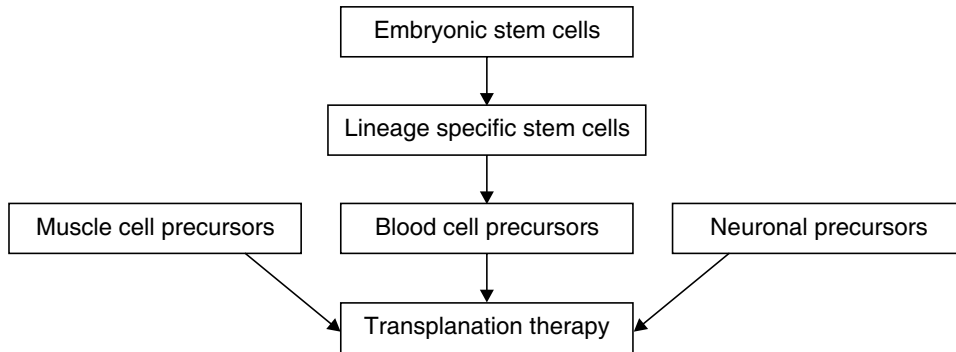 Embryonic stem cells
Lineage specific stem cells
Muscle cell precursors
Blood cell precursors
Neuronal precursors
Transplanation therapy